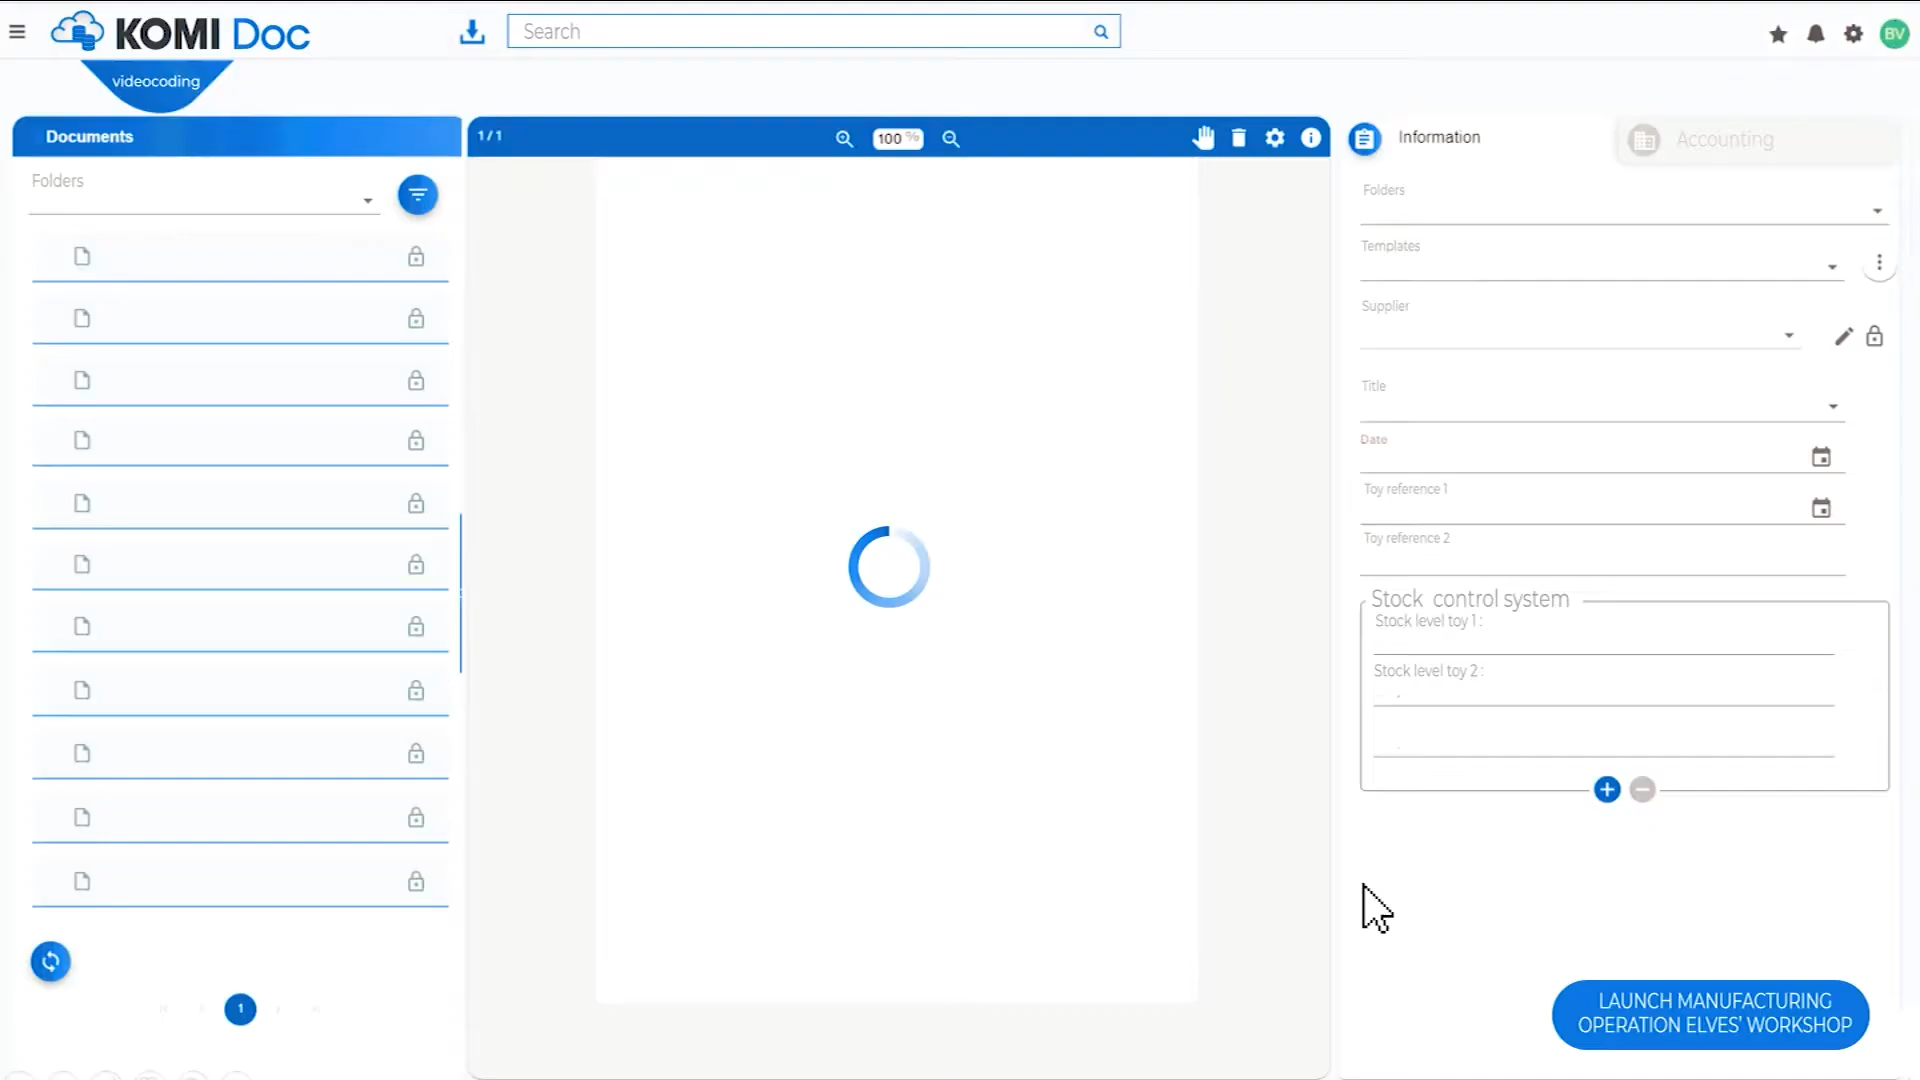 KOMI Doc
Search
BV
videocoding
Documents
1/1
100 %
Information
Accounting
Folders
Folders
Templates
Supplier
Title
Date
Toy reference 1
Toy reference 2
Stock control system
Stock level toy 1 :
Stock level toy 2 :
1
LAUNCH MANUFACTURING
OPERATION ELVES' WORKSHOP